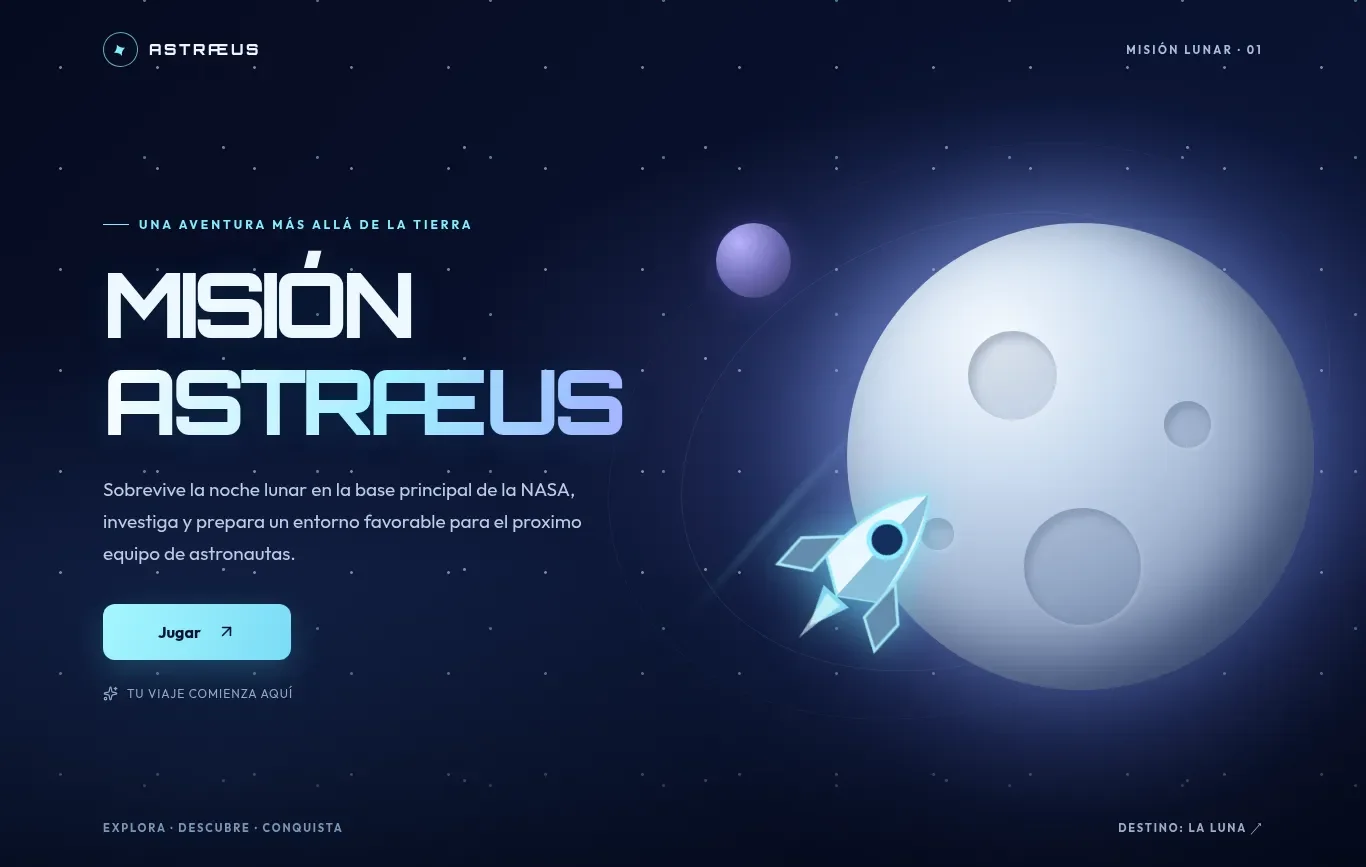 ASTRÆUS
MISIÓN LUNAR · 01
UNA AVENTURA MÁS ALLÁ DE LA TIERRA
MISIÓN
ASTRÆUS
Sobrevive la noche lunar en la base principal de la NASA,
investiga y prepara un entorno favorable para el proximo
equipo de astronautas.
Jugar
TU VIAJE COMIENZA AQUÍ
EXPLORA · DESCUBRE · CONQUISTA
DESTINO: LA LUNA